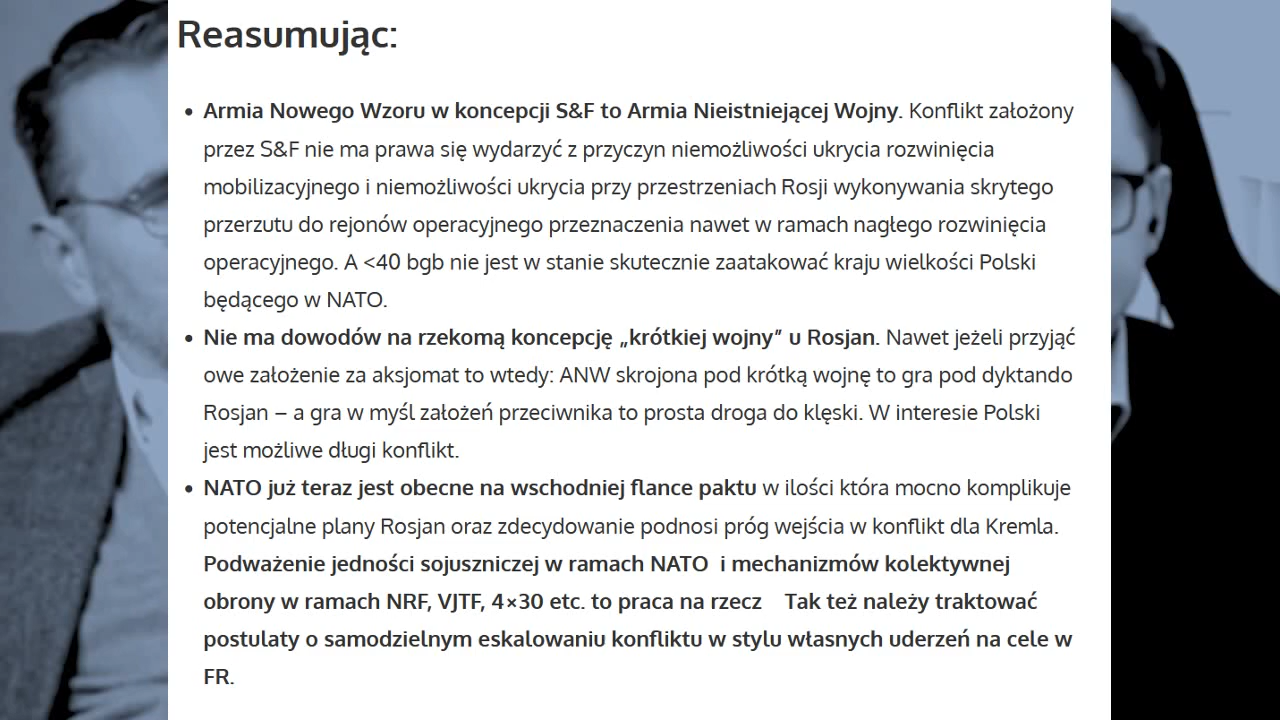 Reasumując:
Armia Nowego Wzoru w koncepcji S&F to Armia Nieistniejącej Wojny. Konflikt założony
przez S&F nie ma prawa się wydarzyć z przyczyn niemożliwości ukrycia rozwinięcia
mobilizacyjnego i niemożliwości ukrycia przy przestrzeniach Rosji wykonywania skrytego
przerzutu do rejonów operacyjnego przeznaczenia nawet w ramach nagłego rozwinięcia
operacyjnego. A <40 bgb nie jest w stanie skutecznie zaatakować kraju wielkości Polski
będącego w NATO.
Nie ma dowodów na rzekomą koncepcję „krótkiej wojny” u Rosjan. Nawet jeżeli przyjąć
owe założenie za aksjomat to wtedy: ANW skrojona pod krótką wojnę to gra pod dyktando
Rosjan – a gra w myśl założeń przeciwnika to prosta droga do klęski. W interesie Polski
jest możliwe długi konflikt.
NATO już teraz jest obecne na wschodniej flance paktu w ilości która mocno komplikuje
potencjalne plany Rosjan oraz zdecydowanie podnosi próg wejścia w konflikt dla Kremla.
Podważenie jedności sojuszniczej w ramach NATO  i mechanizmów kolektywnej
obrony w ramach NRF, VJTF, 4×30 etc. to praca na rzecz    Tak też należy traktować
postulaty o samodzielnym eskalowaniu konfliktu w stylu własnych uderzeń na cele w
FR.